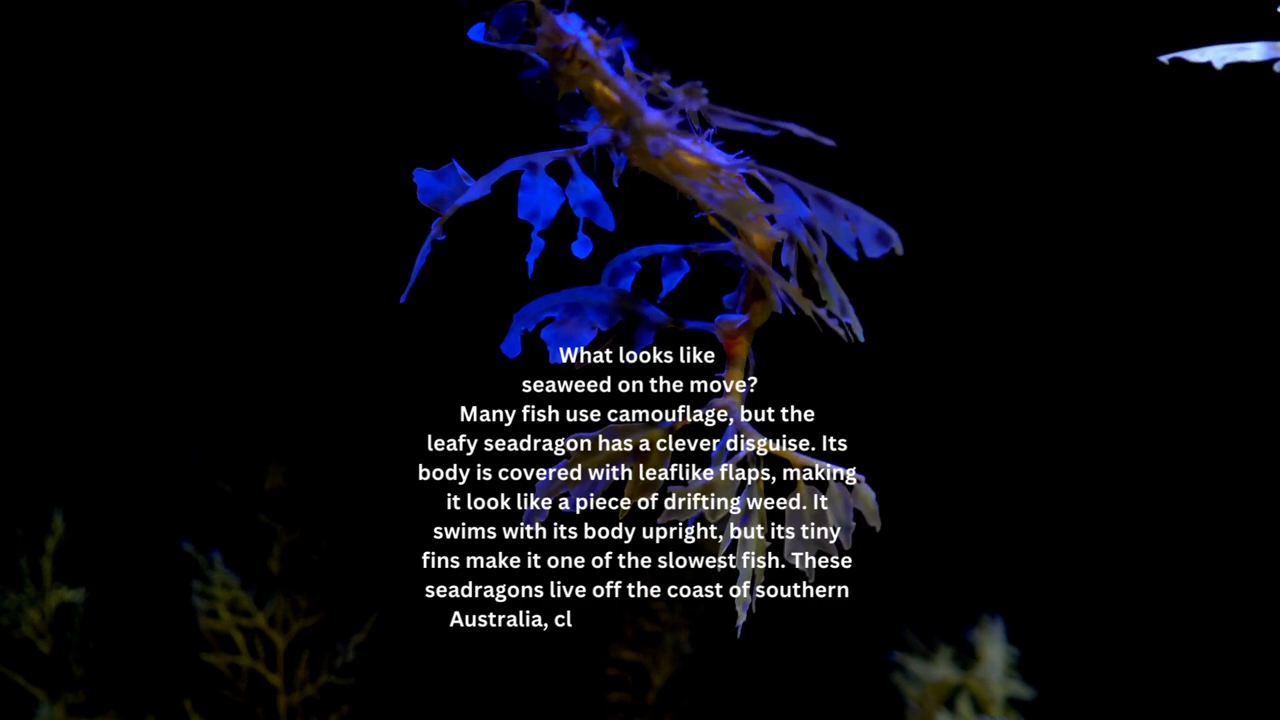 What looks like
seaweed on the move?
Many fish use camouflage, but the
leafy seadragon has a clever disguise. Its
body is covered with leaflike flaps, making
it look like a piece of drifting weed. It
swims with its body upright, but its tiny
fins make it one of the slowest fish. These
seadragons live off the coast of southern
Australia, cl